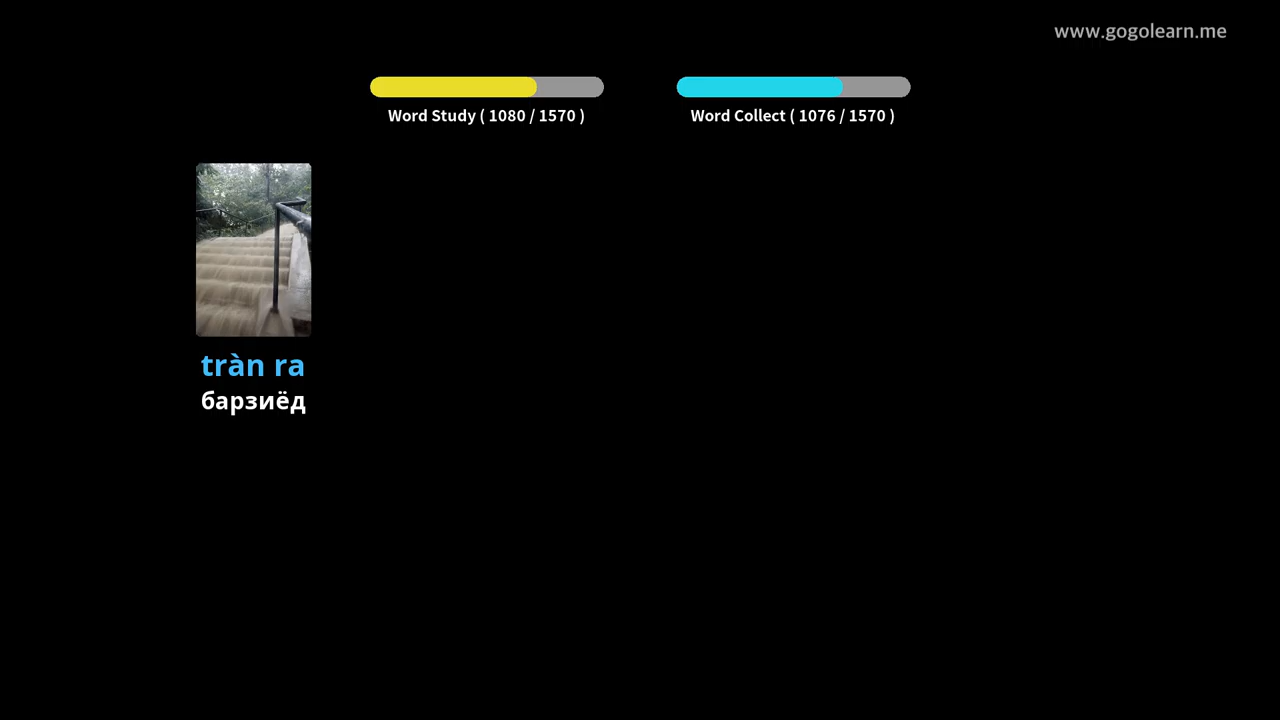 www.gogolearn.me
Word Study ( 1080 / 1570 )
Word Collect ( 1076 / 1570 )
tràn ra
барзиёд